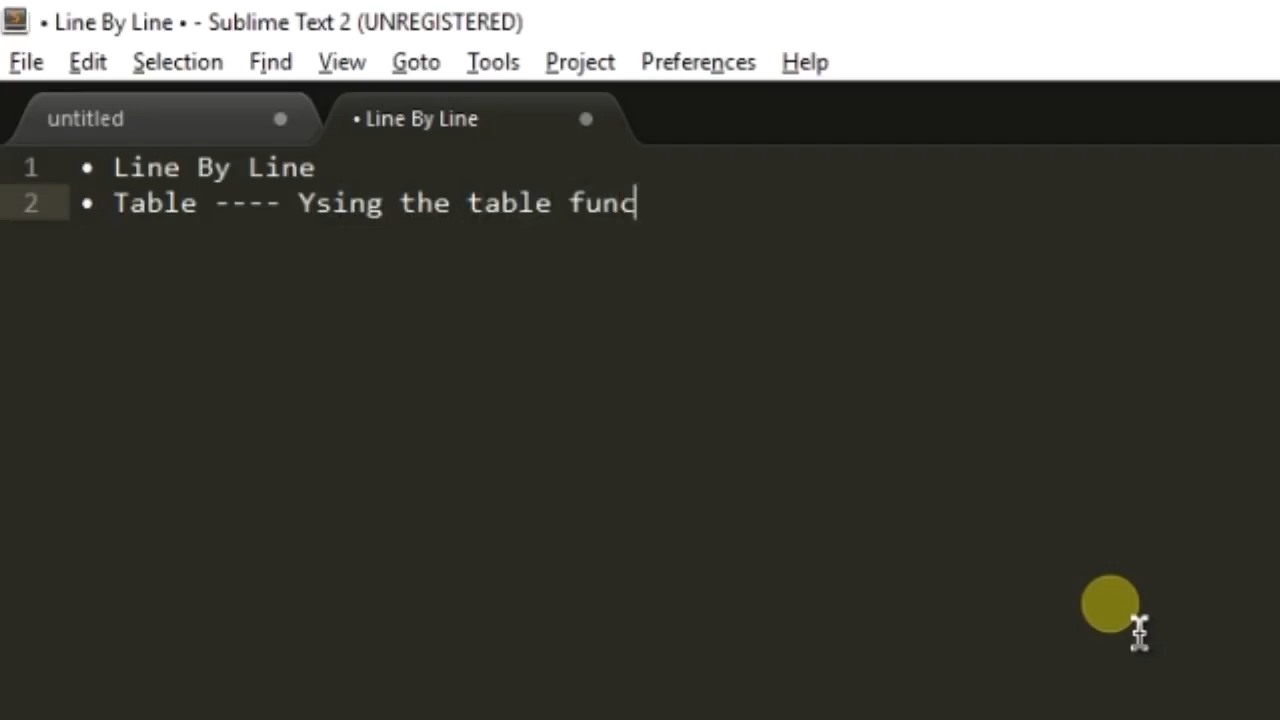 • Line By Line • - Sublime Text 2 (UNREGISTERED)
File Edit Selection Find View Goto Tools Project Preferences Help
untitled • Line By Line
1 • Line By Line
2 • Table ---- Ysing the table func